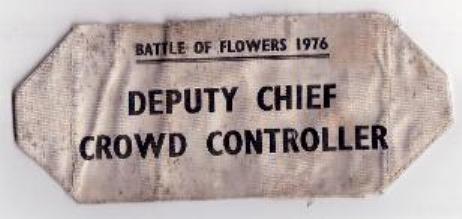 BATTLE OF FLOWERS 1976
DEPUTY CHIEF
CROWD CONTROLLER